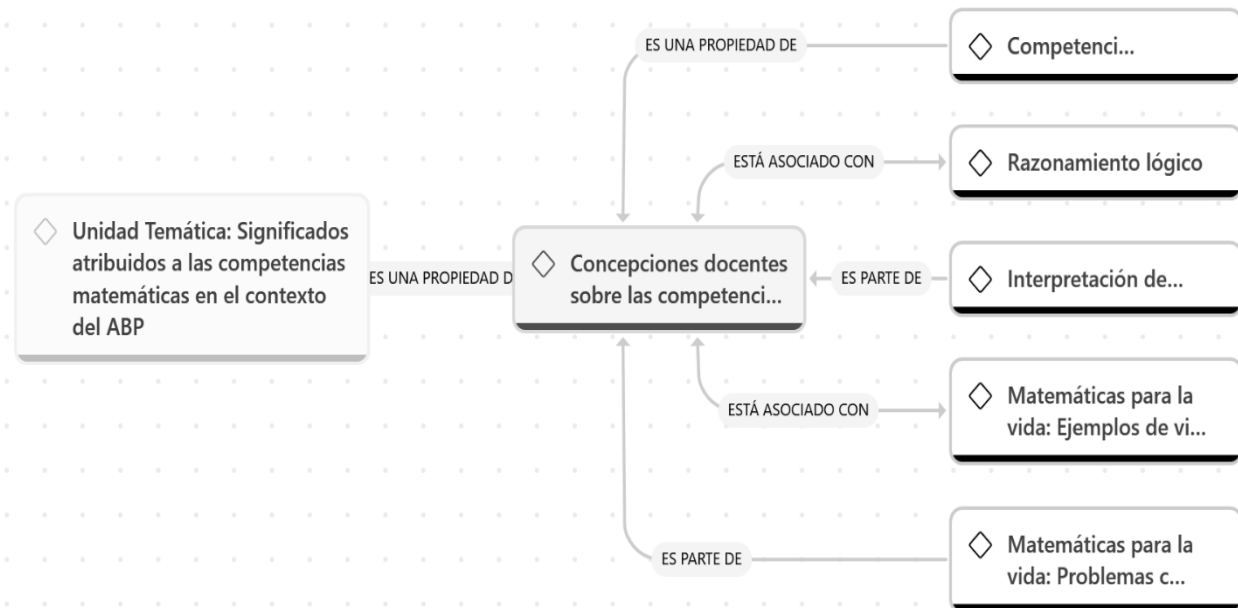 ES UNA PROPIEDAD DE
Competenci...
ESTÁ ASOCIADO CON
Razonamiento lógico
Unidad Temática: Significados
atribuidos a las competencias
matemáticas en el contexto
del ABP
ES UNA PROPIEDAD D
Concepciones docentes
sobre las competenci...
ES PARTE DE
Interpretación de...
ESTÁ ASOCIADO CON
Matemáticas para la
vida: Ejemplos de vi...
ES PARTE DE
Matemáticas para la
vida: Problemas c...